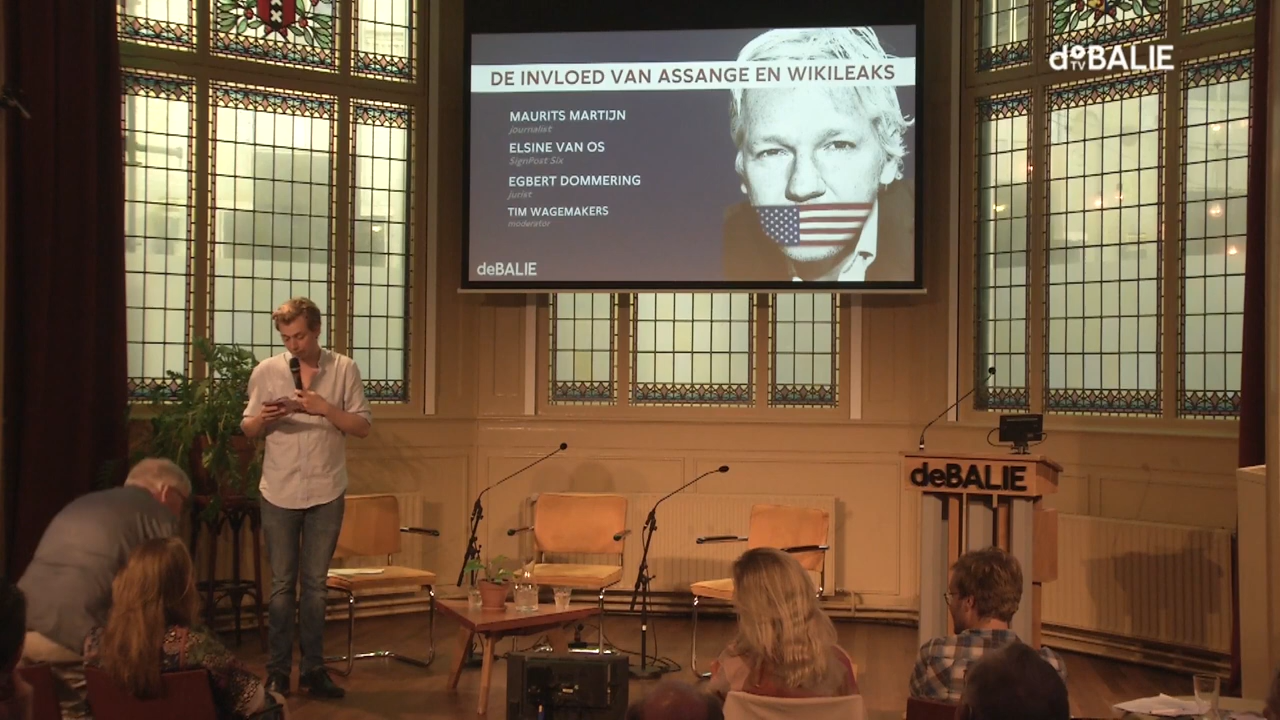 deBALIE
TV
DE INVLOED VAN ASSANGE EN WIKILEAKS
MAURITS MARTIJN
journalist
ELSINE VAN OS
SignPost Six
EGBERT DOMMERING
jurist
TIM WAGEMAKERS
moderator
deBALIE
deBALIE